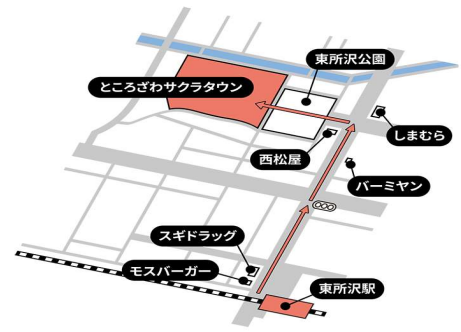 東所沢公園
ところざわサクラタウン
しまむら
西松屋
バーミヤン
スギドラッグ
モスバーガー
東所沢駅